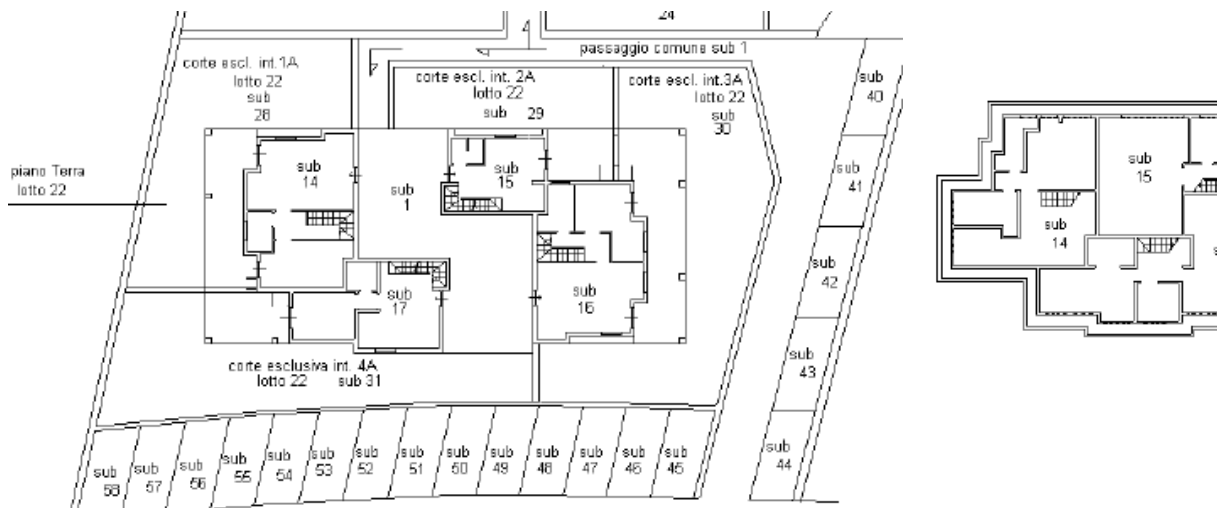 24
passaggio comune sub 1
corte escl. int.1A
lotto 22
sub
28
corte escl. int. 2A
lotto 22
sub 29
corte escl. int.3A
lotto 22
sub
30
sub
40
piano Terra
lotto 22
sub
14
sub
1
sub
15
sub
41
sub
42
sub
17
sub
16
sub
43
corte esclusiva int. 4A
lotto 22 sub 31
sub
44
sub
58
sub
57
sub
56
sub
55
sub
54
sub
53
sub
52
sub
51
sub
50
sub
49
sub
48
sub
47
sub
46
sub
45
sub
15
sub
14